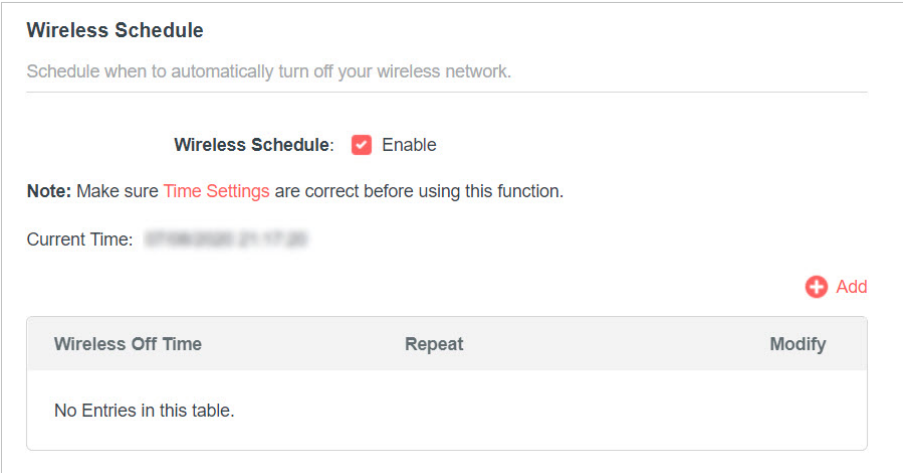 Wireless Schedule
Schedule when to automatically turn off your wireless network.
Wireless Schedule: Enable
Note: Make sure Time Settings are correct before using this function.
Current Time:
Add
Wireless Off Time Repeat Modify
No Entries in this table.